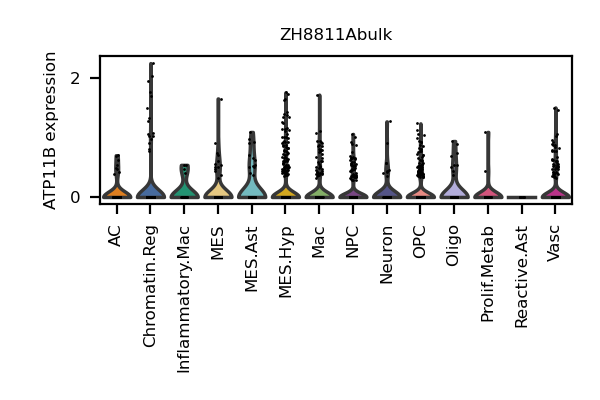 ZH8811Abulk
ATP11B expression
2
0
AC
Chromatin.Reg
Inflammatory.Mac
MES
MES.Ast
MES.Hyp
Mac
NPC
Neuron
OPC
Oligo
Prolif.Metab
Reactive.Ast
Vasc